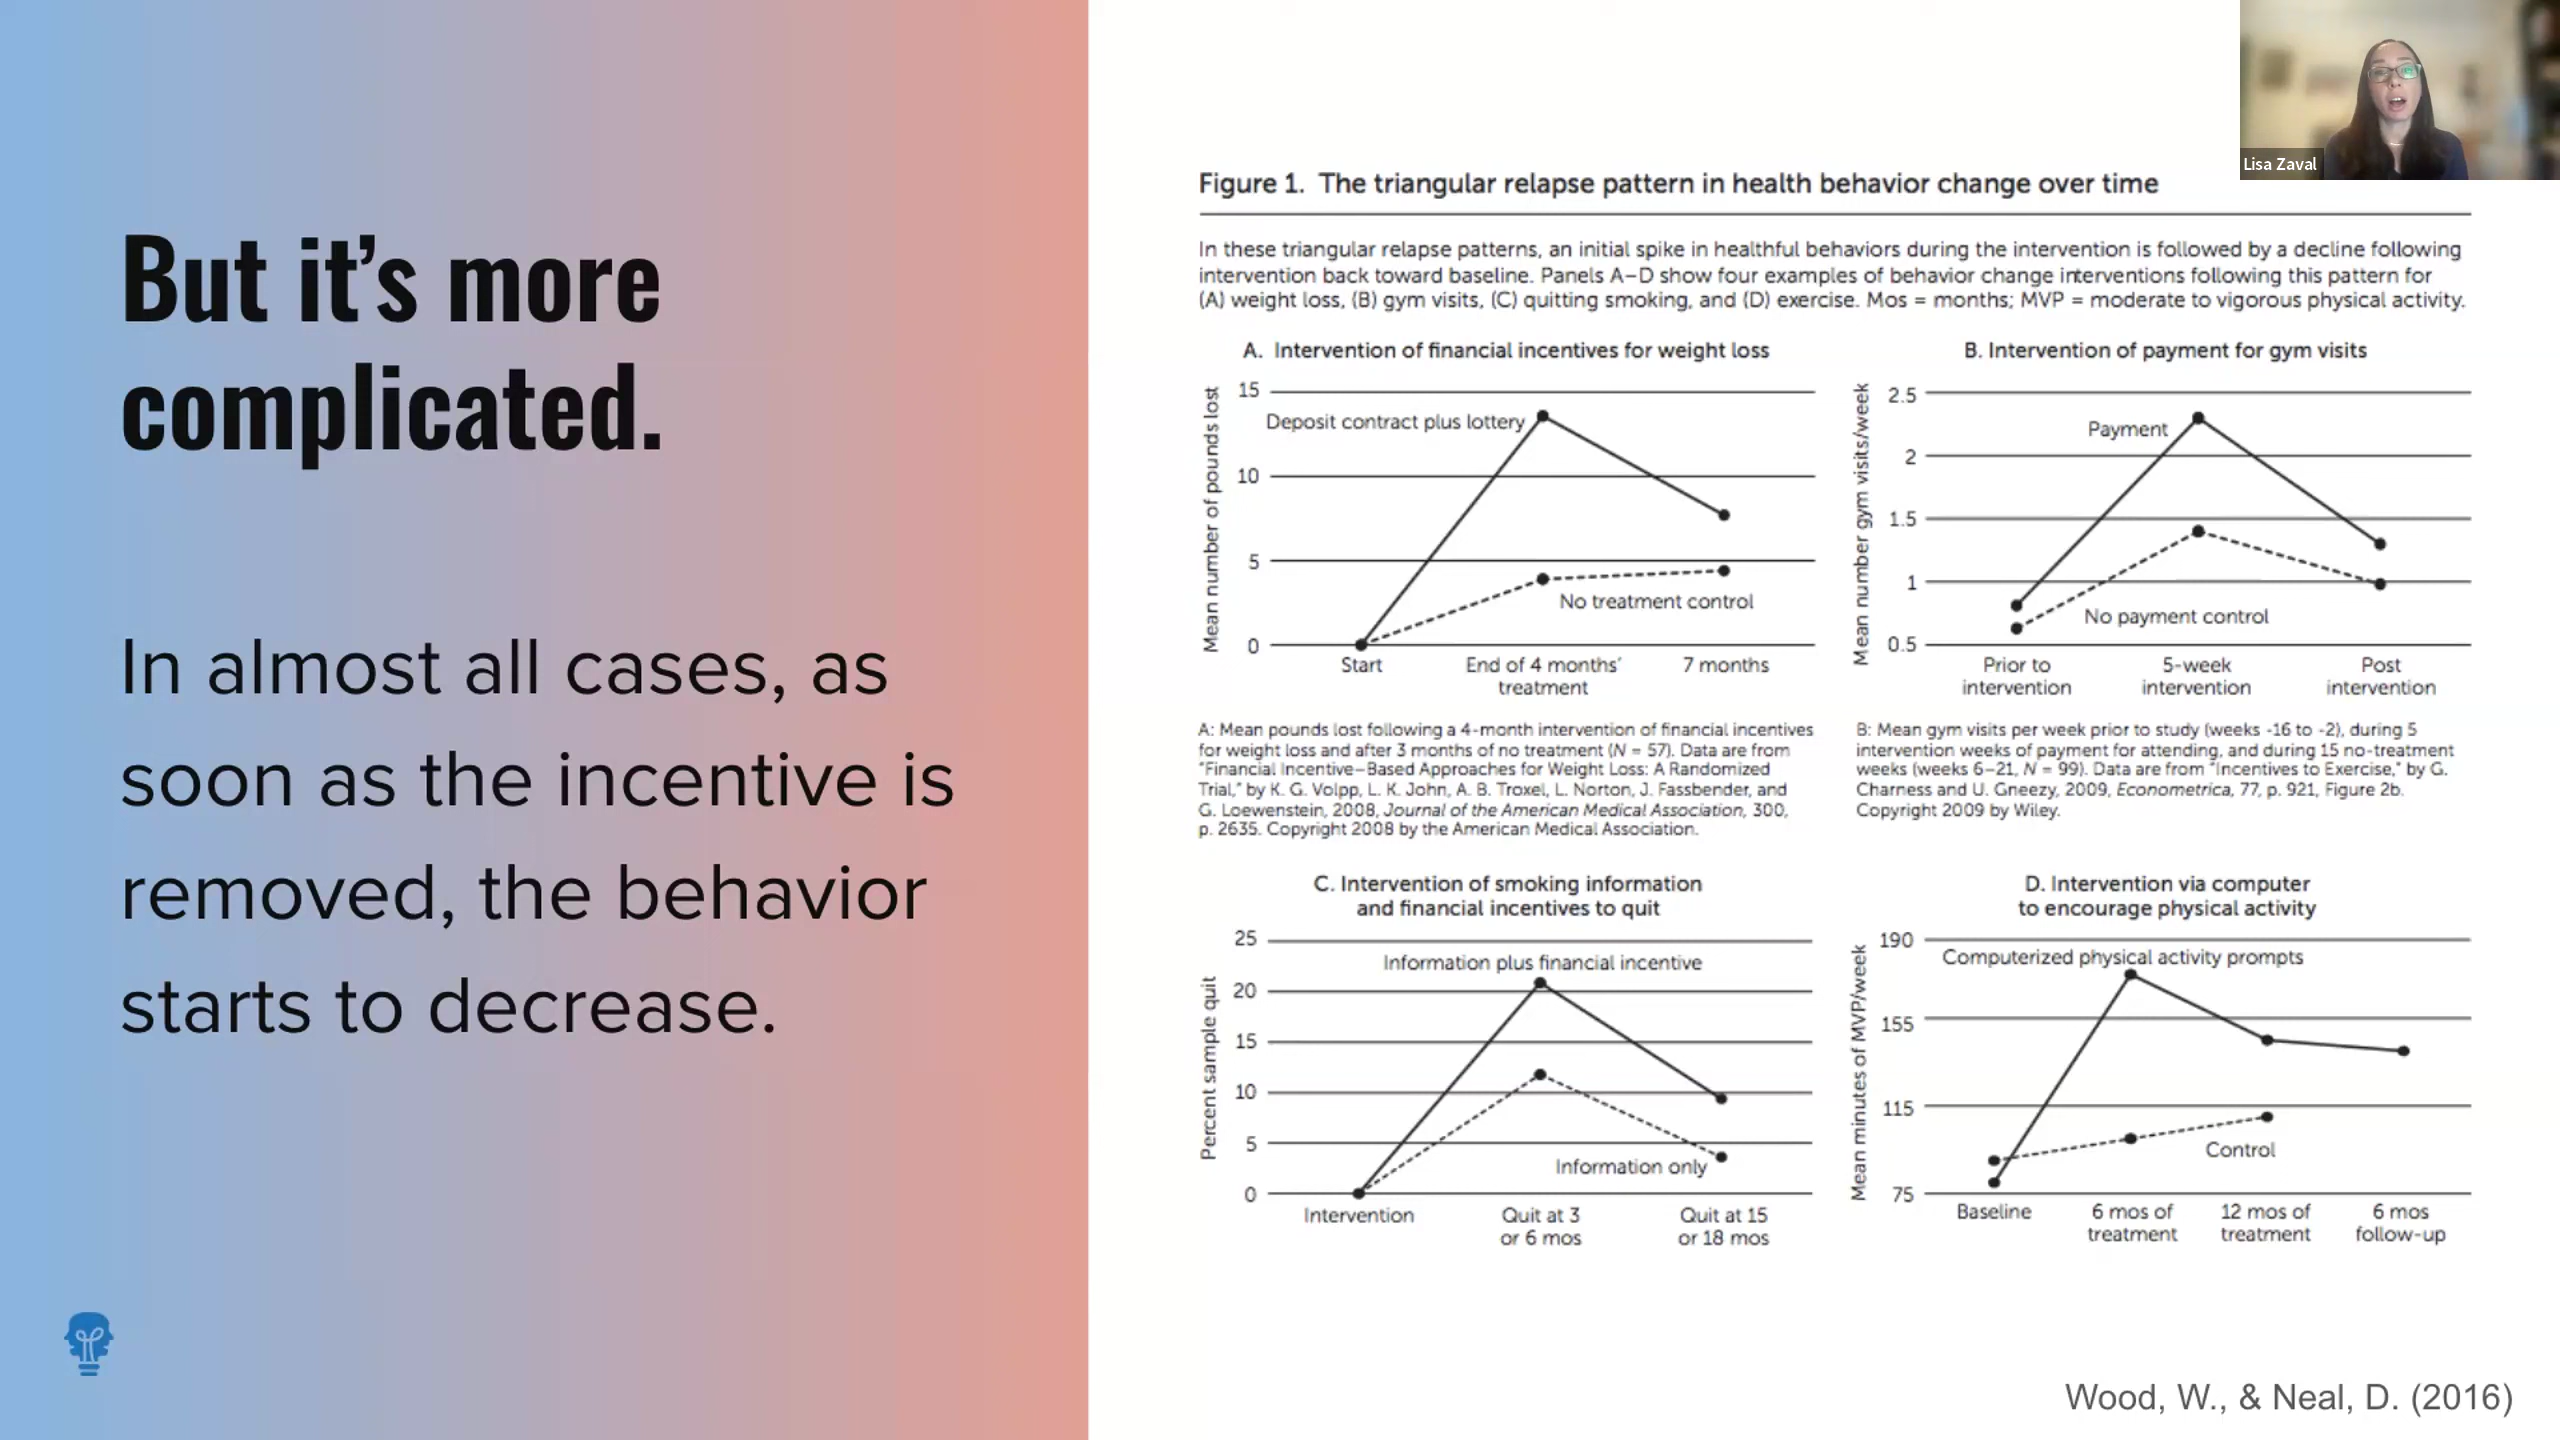 But it’s more
complicated.
In almost all cases, as
soon as the incentive is
removed, the behavior
starts to decrease.
Lisa Zaval
Figure 1. The triangular relapse pattern in health behavior change over time
In these triangular relapse patterns, an initial spike in healthful behaviors during the intervention is followed by a decline following
intervention back toward baseline. Panels A–D show four examples of behavior change interventions following this pattern for
(A) weight loss, (B) gym visits, (C) quitting smoking, and (D) exercise. Mos = months; MVP = moderate to vigorous physical activity.
A. Intervention of financial incentives for weight loss
Mean number of pounds lost
15
10
5
0
Deposit contract plus lottery
No treatment control
Start
End of 4 months’
treatment
7 months
A: Mean pounds lost following a 4-month intervention of financial incentives
for weight loss and after 3 months of no treatment (N = 57). Data are from
“Financial Incentive–Based Approaches for Weight Loss: A Randomized
Trial,” by K. G. Volpp, L. K. John, A. B. Troxel, L. Norton, J. Fassbender, and
G. Loewenstein, 2008, Journal of the American Medical Association, 300,
p. 2635. Copyright 2008 by the American Medical Association.
B. Intervention of payment for gym visits
Mean number gym visits/week
2.5
2
1.5
1
0.5
Payment
No payment control
Prior to
intervention
5-week
intervention
Post
intervention
B: Mean gym visits per week prior to study (weeks -16 to -2), during 5
intervention weeks of payment for attending, and during 15 no-treatment
weeks (weeks 6–21, N = 99). Data are from “Incentives to Exercise,” by G.
Charness and U. Gneezy, 2009, Econometrica, 77, p. 921, Figure 2b.
Copyright 2009 by Wiley.
C. Intervention of smoking information
and financial incentives to quit
Percent sample quit
25
20
15
10
5
0
Information plus financial incentive
Information only
Intervention
Quit at 3
or 6 mos
Quit at 15
or 18 mos
D. Intervention via computer
to encourage physical activity
Mean minutes of MVP/week
190
155
115
75
Computerized physical activity prompts
Control
Baseline
6 mos of
treatment
12 mos of
treatment
6 mos
follow-up
Wood, W., & Neal, D. (2016)